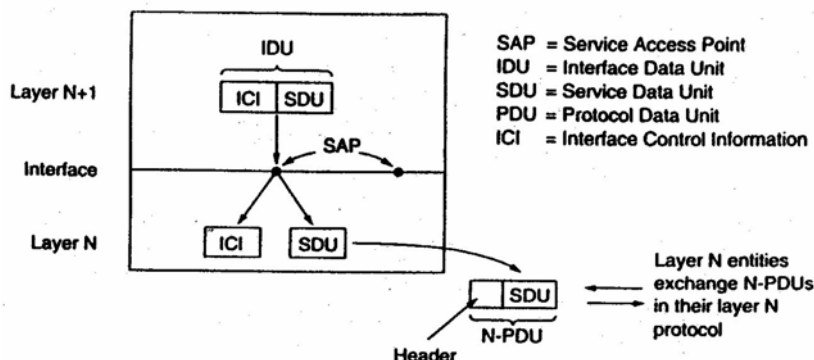 IDU
Layer N+1
ICI SDU
SAP
Interface
Layer N
ICI SDU
SAP = Service Access Point
IDU = Interface Data Unit
SDU = Service Data Unit
PDU = Protocol Data Unit
ICI = Interface Control Information
SDU
N-PDU
Header
Layer N entities
exchange N-PDUs
in their layer N
protocol